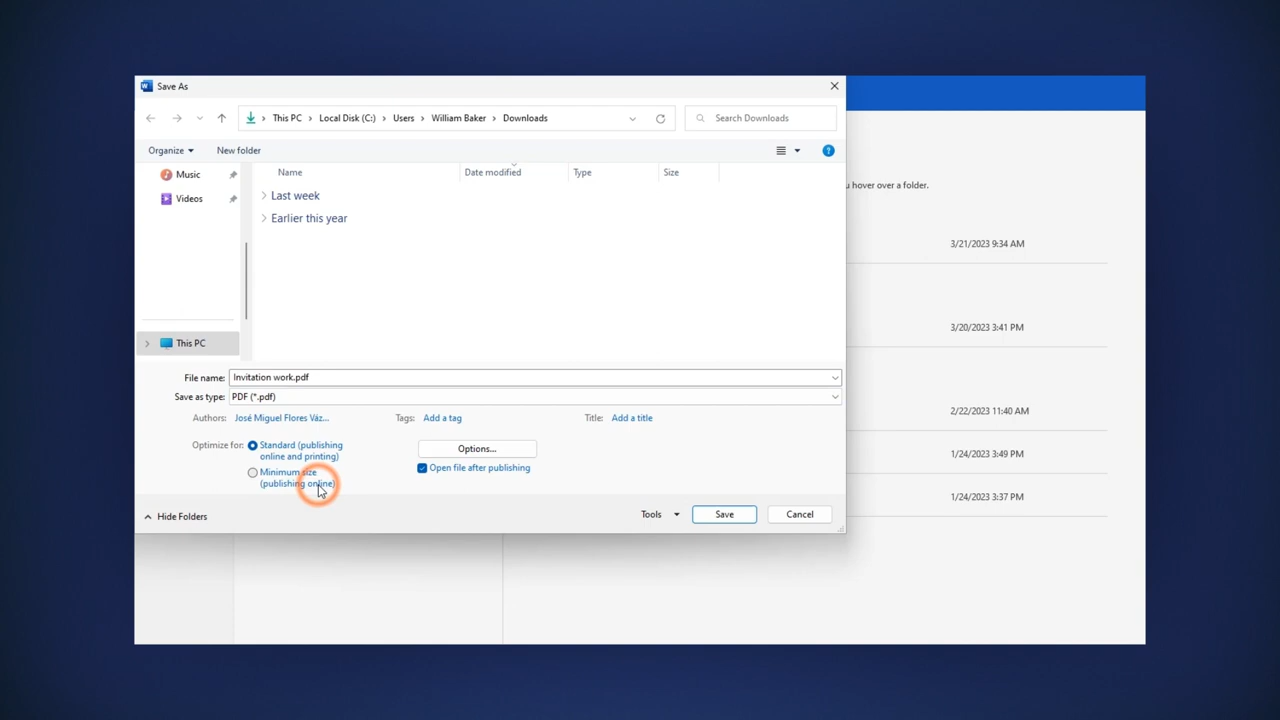 Save As
This PC > Local Disk (C:) > Users > William Baker > Downloads
Search Downloads
Organize
New folder
Music
Videos
Name
Date modified
Type
Size
Last week
Earlier this year
This PC
File name: Invitation work.pdf
Save as type: PDF (*.pdf)
Authors: José Miguel Flores Váz...
Tags: Add a tag
Title: Add a title
Optimize for:
Standard (publishing
online and printing)
Minimum size
(publishing online)
Options...
Open file after publishing
Hide Folders
Tools
Save
Cancel
u hover over a folder.
3/21/2023 9:34 AM
3/20/2023 3:41 PM
2/22/2023 11:40 AM
1/24/2023 3:49 PM
1/24/2023 3:37 PM